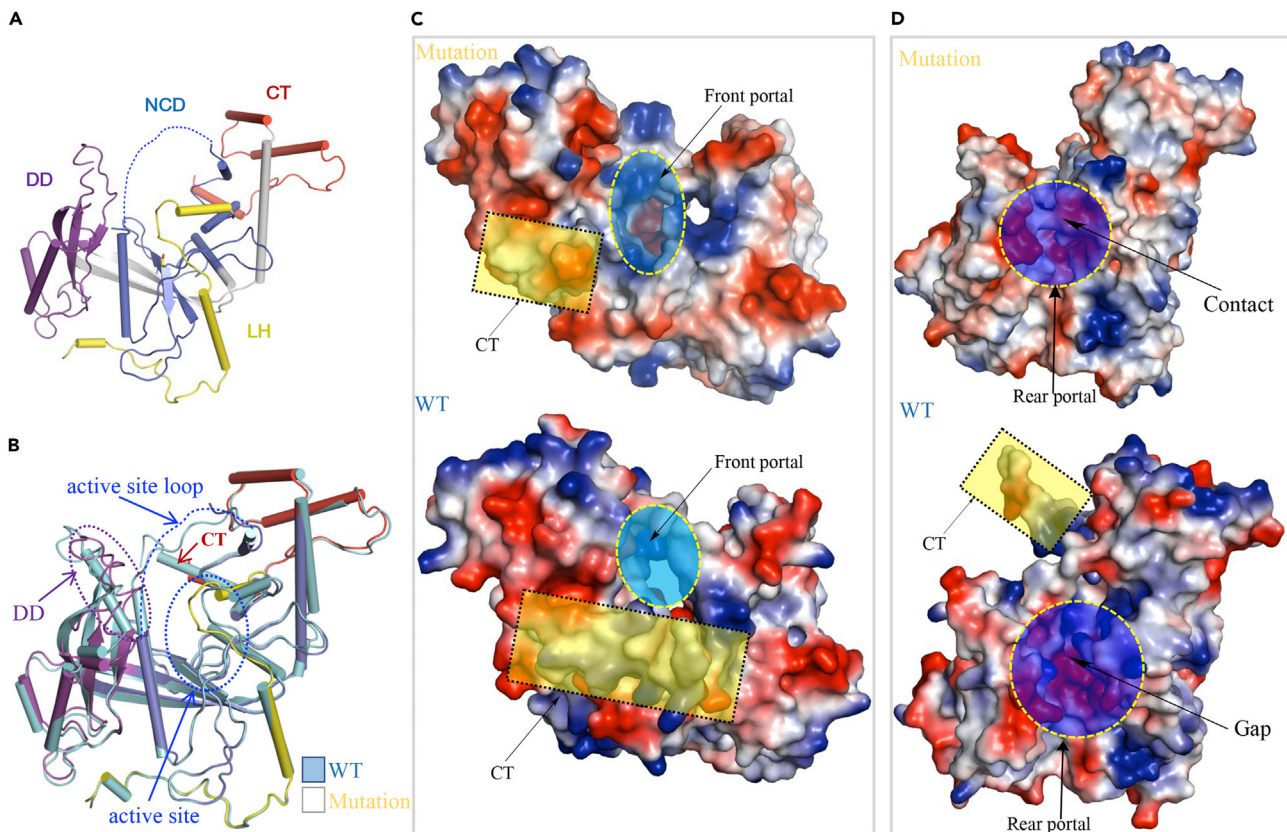 A
NCD
CT
DD
LH
B
active site loop
CT
DD
WT
Mutation
active site
C
Mutation
Front portal
CT
WT
Front portal
CT
D
Mutation
Contact
Rear portal
WT
CT
Gap
Rear portal